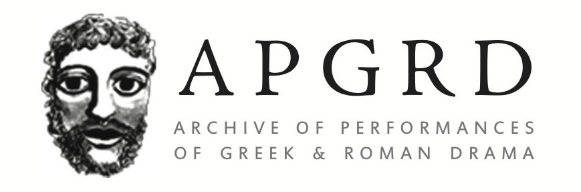 APGRD
ARCHIVE OF PERFORMANCES
OF GREEK & ROMAN DRAMA